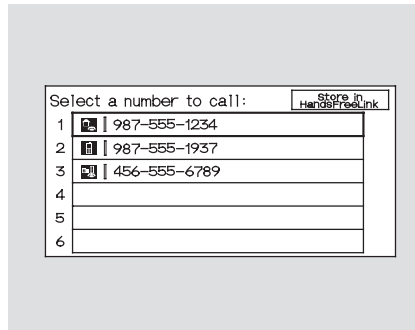 Select a number to call:
Store in
HandsFreeLink
1 987-555-1234
2 987-555-1937
3 456-555-6789
4
5
6